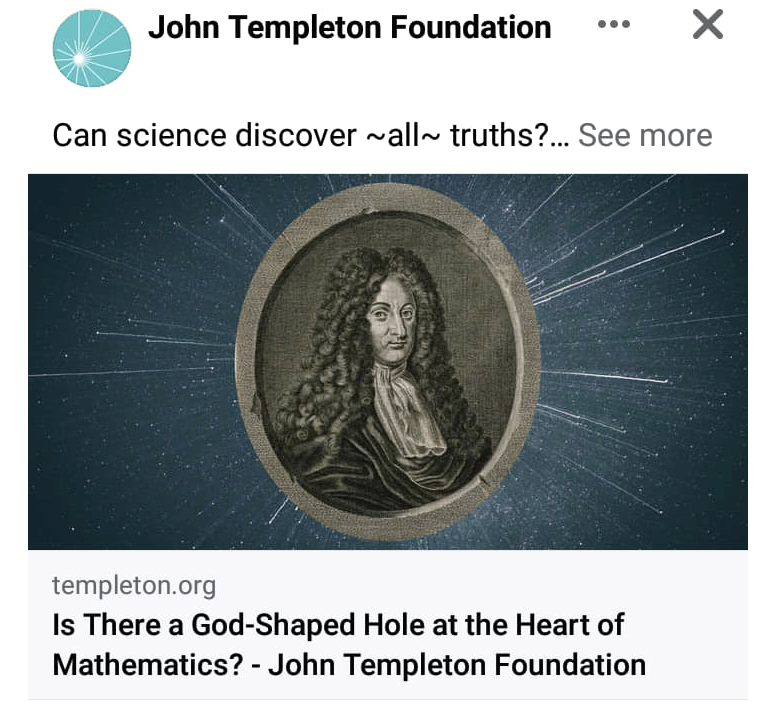 John Templeton Foundation
Can science discover ~all~ truths?... See more
templeton.org
Is There a God-Shaped Hole at the Heart of
Mathematics? - John Templeton Foundation